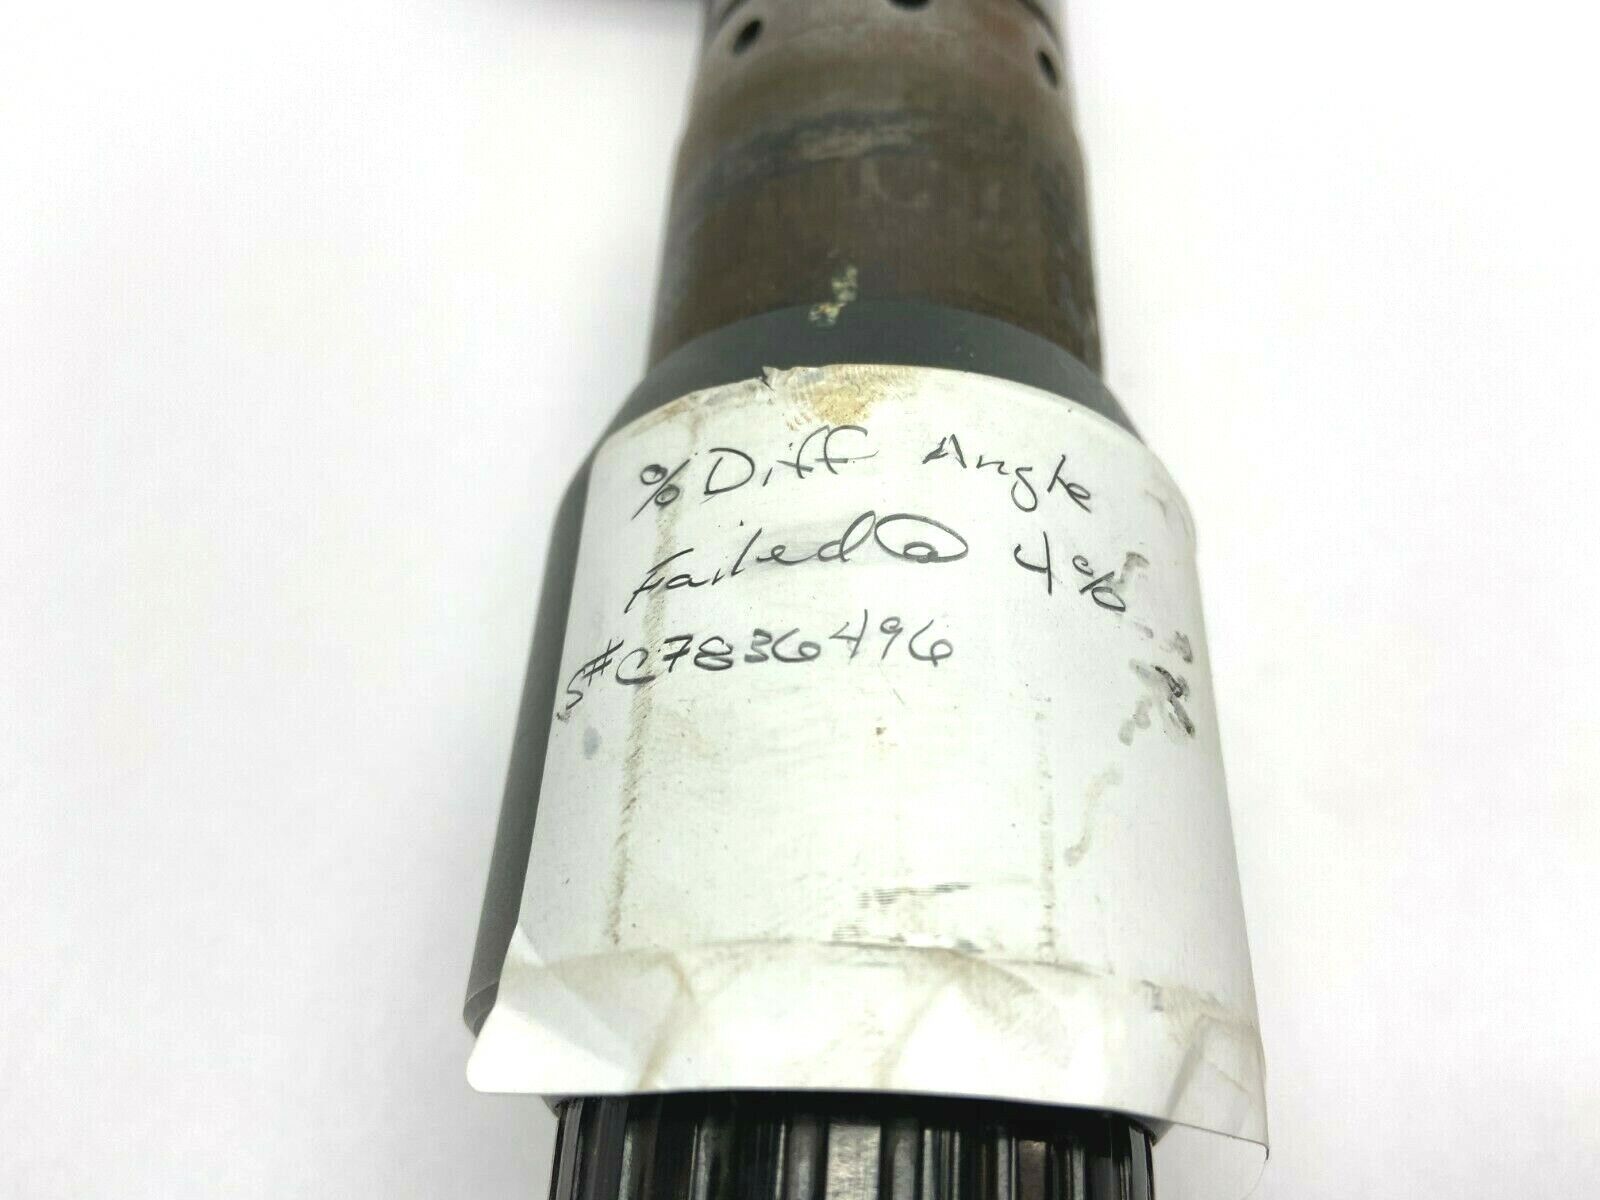 % Diff Angle
Failed @ 4%
S# C7836496